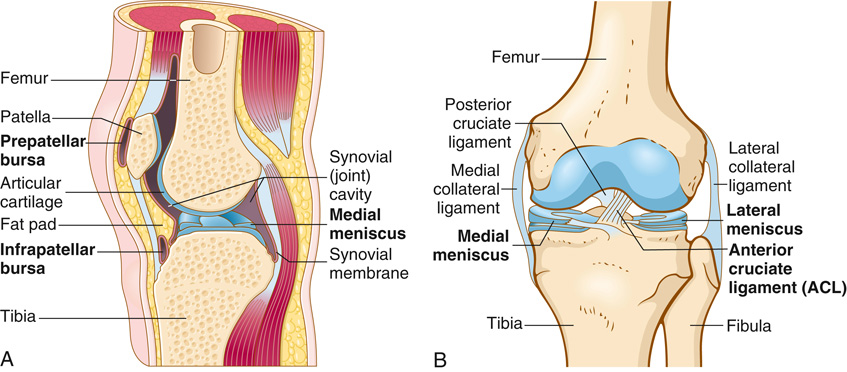 Femur
Patella
Prepatellar
bursa
Articular
cartilage
Fat pad
Infrapatellar
bursa
Tibia
A
Synovial
(joint)
cavity
Medial
meniscus
Synovial
membrane
Femur
Posterior
cruciate
ligament
Medial
collateral
ligament
Medial
meniscus
Tibia
B
Lateral
collateral
ligament
Lateral
meniscus
Anterior
cruciate
ligament (ACL)
Fibula